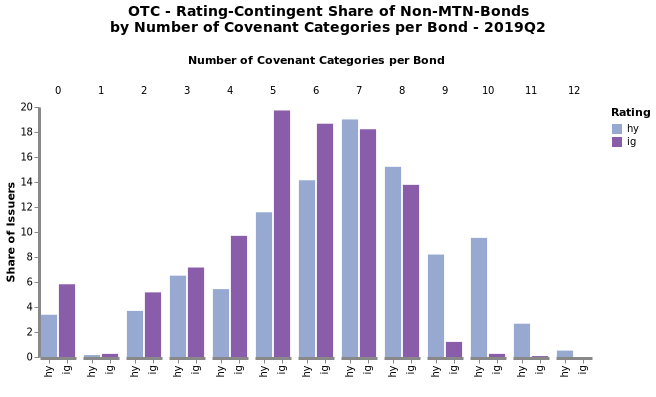 OTC - Rating-Contingent Share of Non-MTN-Bonds
by Number of Covenant Categories per Bond - 2019Q2
Number of Covenant Categories per Bond
0 1 2 3 4 5 6 7 8 9 10 11 12
Rating
hy
ig
Share of Issuers
20
18
16
14
12
10
8
6
4
2
0
hy ig hy ig hy ig hy ig hy ig hy ig hy ig hy ig hy ig hy ig hy ig hy ig hy ig